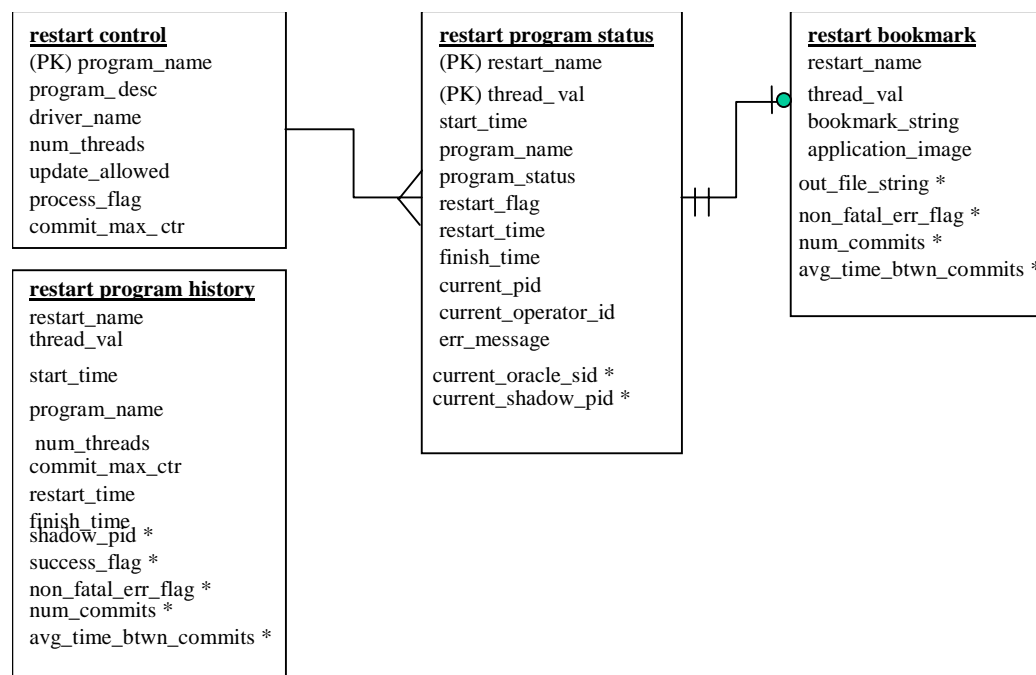 restart control
(PK) program_name
program_desc
driver_name
num_threads
update_allowed
process_flag
commit_max_ctr
restart program history
restart_name
thread_val
start_time
program_name
num_threads
commit_max_ctr
restart_time
finish_time
shadow_pid *
success_flag *
non_fatal_err_flag *
num_commits *
avg_time_btwn_commits *
restart program status
(PK) restart_name
(PK) thread_val
start_time
program_name
program_status
restart_flag
restart_time
finish_time
current_pid
current_operator_id
err_message
current_oracle_sid *
current_shadow_pid *
restart bookmark
restart_name
thread_val
bookmark_string
application_image
out_file_string *
non_fatal_err_flag *
num_commits *
avg_time_btwn_commits *